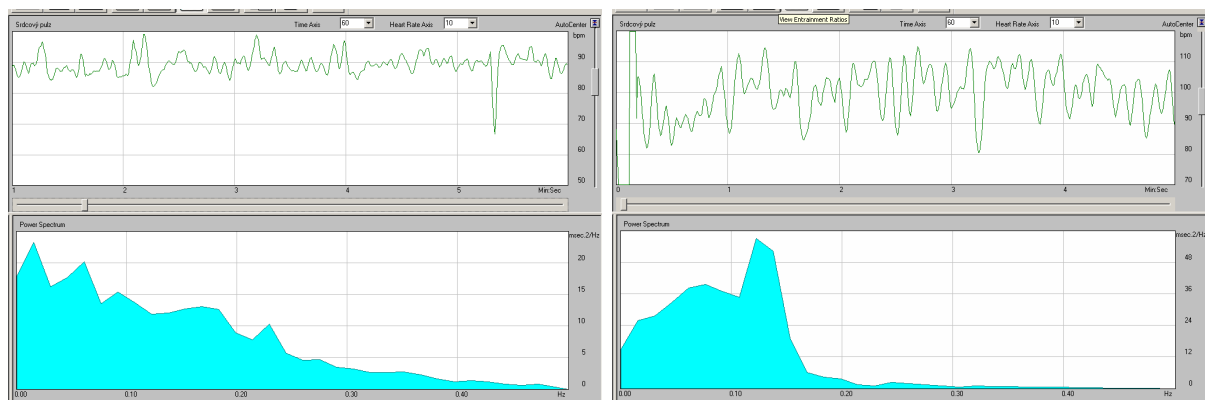 Srdcový pulz Time Axis 60 Heart Rate Axis 10 AutoCenter
bpm
90
80
70
60
50
1 2 3 4 5 Min:Sec
Power Spectrum
msec.2/Hz
20
15
10
5
0
0.00 0.10 0.20 0.30 0.40 Hz
View Entrainment Ratios
Srdcový pulz Time Axis 60 Heart Rate Axis 10 AutoCenter
bpm
110
100
90
80
70
0 1 2 3 4 Min:Sec
Power Spectrum
msec.2/Hz
48
36
24
12
0
0.00 0.10 0.20 0.30 0.40 Hz